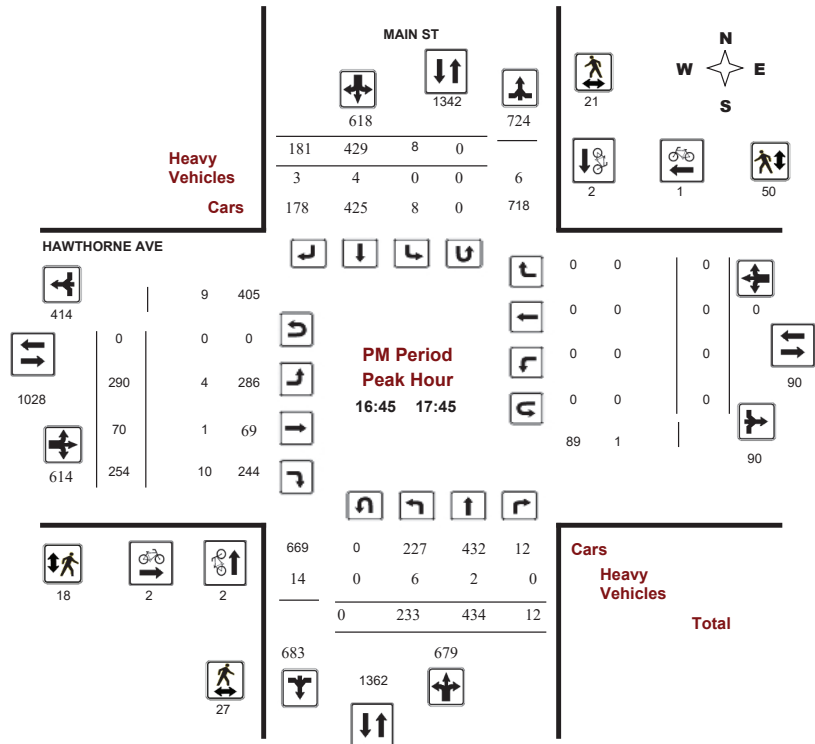 MAIN ST
N
W E
S
1342
21
618
724
181 429 8 0
Heavy
Vehicles
3 4 0 0 6
2 1 50
Cars
178 425 8 0 718
HAWTHORNE AVE
0 0 0
9 405
414
0 0 0 0
0 0 0
PM Period
Peak Hour
0 0 0
290 4 286
90
1028
16:45 17:45
0 0 0
70 1 69
89 1
254 10 244
90
614
669 0 227 432 12
Cars
14 0 6 2 0
Heavy
Vehicles
18 2 2
0 233 434 12
Total
683 679
1362
27